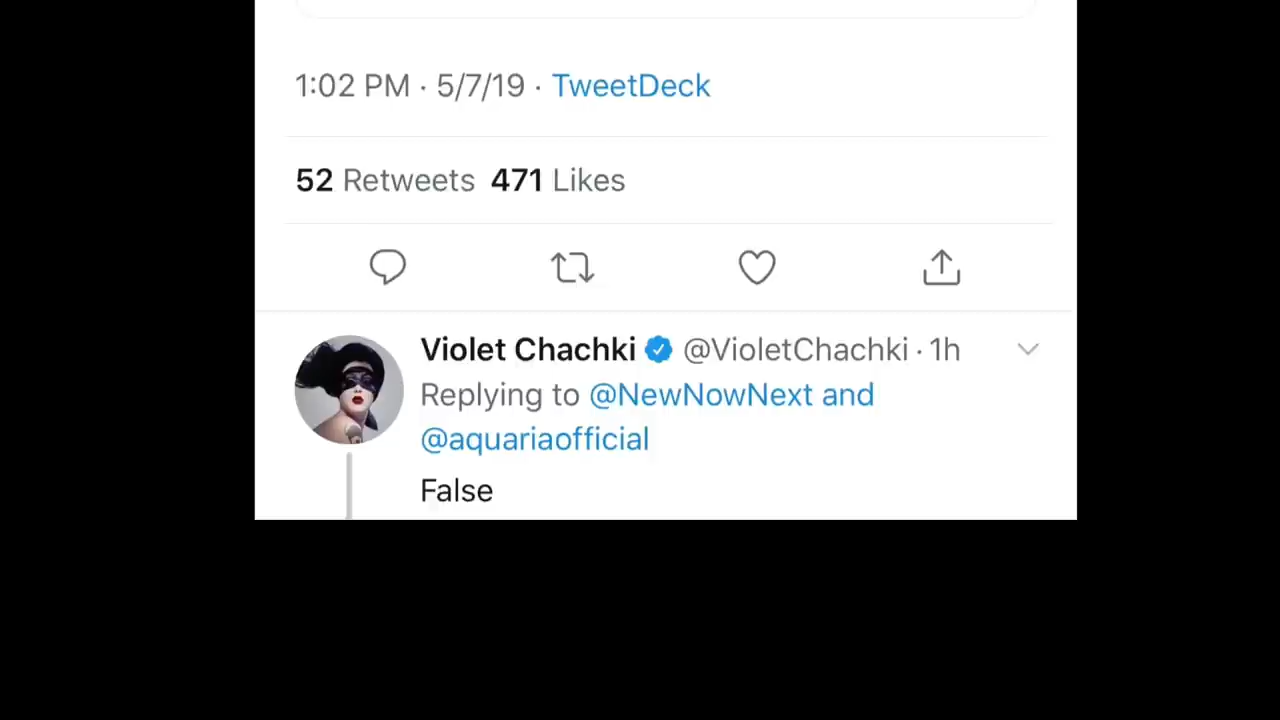 1:02 PM · 5/7/19 · TweetDeck
52 Retweets 471 Likes
Violet Chachki @VioletChachki · 1h
Replying to @NewNowNext and
@aquariaofficial
False